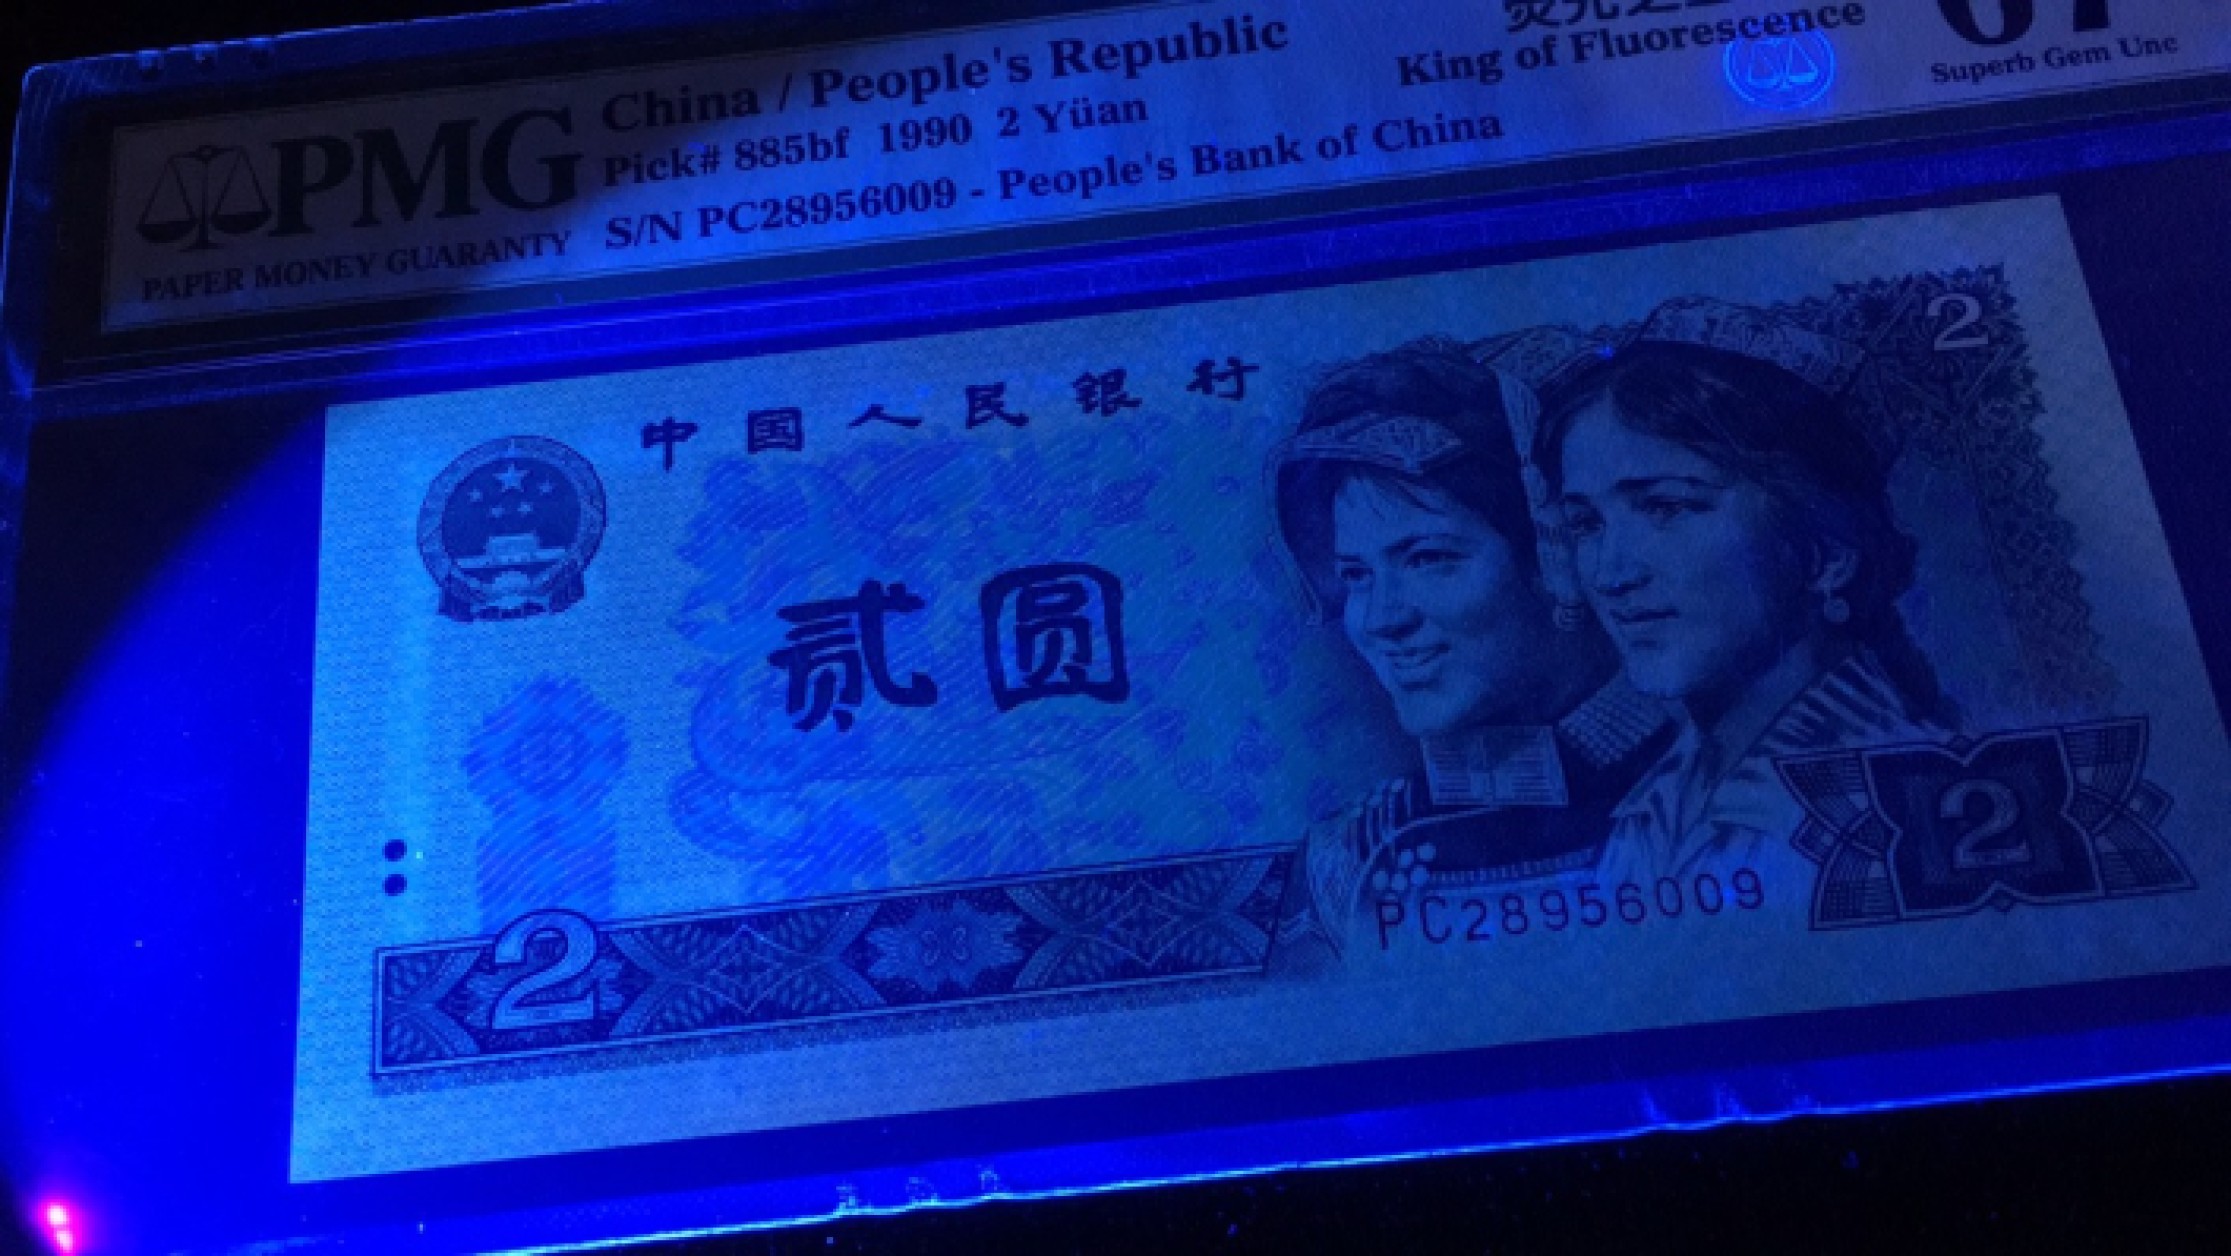 PMG
PAPER MONEY GUARANTY
China / People's Republic
Pick# 885bf 1990 2 Yüan
S/N PC28956009 - People's Bank of China
King of Fluorescence
67
Superb Gem Unc
中国人民银行
2
贰圆
2
2
PC28956009